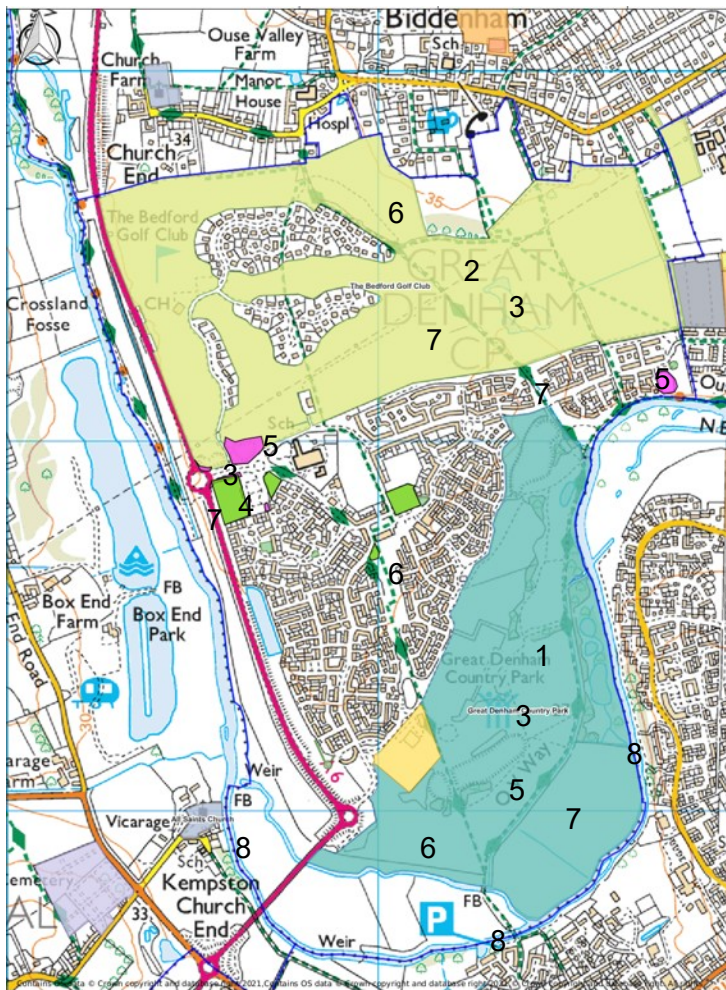 Biddenham
Ouse Valley
Farm
Sch
Church
Farm
Manor
House
Hospl
34
Church
End
35
6
The Bedford
Golf Club
2
GREAT
The Bedford Golf Club
CH
3
DENHAM
Crossland
Fosse
7
CP
5
7
Sch
5
3
4
7
FB
6
Box End
Farm
Box End
Park
End Road
1
Great Denham
Country Park
30
3
Great Denham Country Park
Way
8
Weir
5
FB
7
Vicarage
All Saints Church
8
6
Sch
Kempston
Church
End
33
FB
P
Weir
8